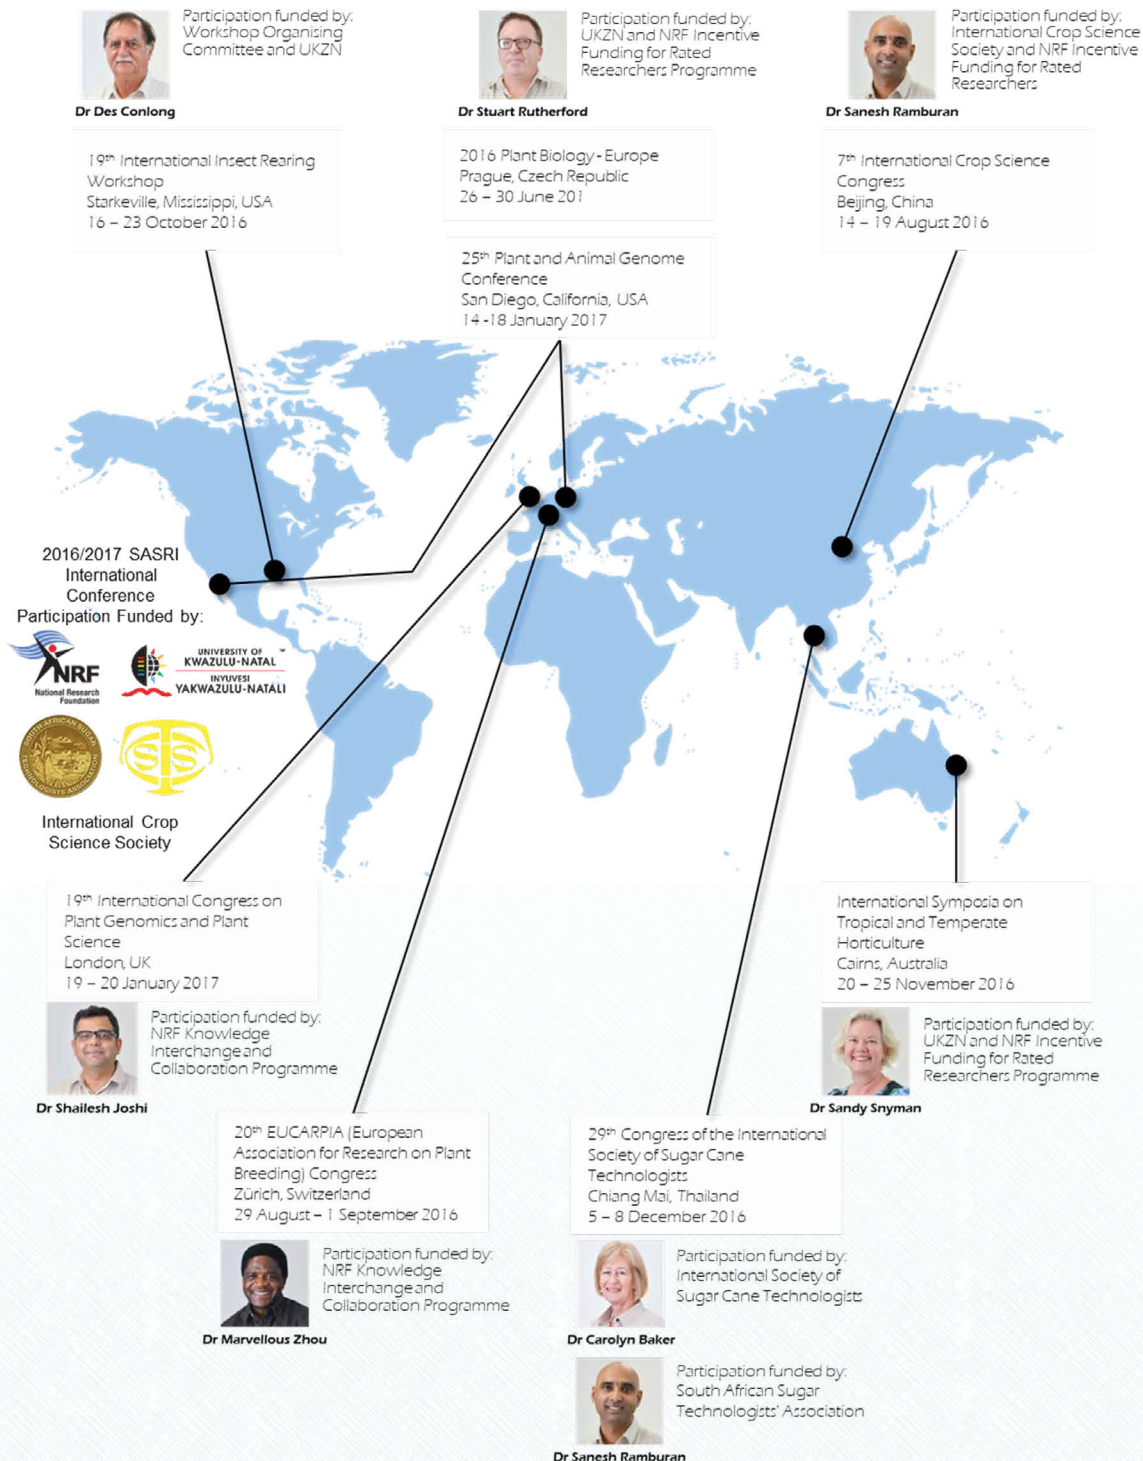 Participation funded by:
Workshop Organising
Committee and UKZN
Dr Des Conlong
19th International Insect Rearing
Workshop
Starkeville, Mississippi, USA
16 – 23 October 2016
Participation funded by:
UKZN and NRF Incentive
Funding for Rated
Researchers Programme
Dr Stuart Rutherford
2016 Plant Biology - Europe
Prague, Czech Republic
26 – 30 June 201
25th Plant and Animal Genome
Conference
San Diego, California, USA
14 -18 January 2017
Participation funded by:
International Crop Science
Society and NRF Incentive
Funding for Rated
Researchers
Dr Sanesh Ramburan
7th International Crop Science
Congress
Beijing, China
14 – 19 August 2016
2016/2017 SASRI
International
Conference
Participation Funded by:
NRF
National Research
Foundation
UNIVERSITY OF ™
KWAZULU-NATAL
INYUVESI
YAKWAZULU-NATALI
SOUTH AFRICAN SUGAR
TECHNOLOGISTS ASSOCIATION
International Crop
Science Society
19th International Congress on
Plant Genomics and Plant
Science
London, UK
19 – 20 January 2017
Participation funded by:
NRF Knowledge
Interchange and
Collaboration Programme
Dr Shailesh Joshi
20th EUCARPIA (European
Association for Research on Plant
Breeding) Congress
Zürich, Switzerland
29 August – 1 September 2016
Participation funded by:
NRF Knowledge
Interchange and
Collaboration Programme
Dr Marvellous Zhou
29th Congress of the International
Society of Sugar Cane
Technologists
Chiang Mai, Thailand
5 – 8 December 2016
Participation funded by:
International Society of
Sugar Cane Technologists
Dr Carolyn Baker
Participation funded by:
South African Sugar
Technologists' Association
Dr Sanesh Ramburan
International Symposia on
Tropical and Temperate
Horticulture
Cairns, Australia
20 – 25 November 2016
Participation funded by:
UKZN and NRF Incentive
Funding for Rated
Researchers Programme
Dr Sandy Snyman